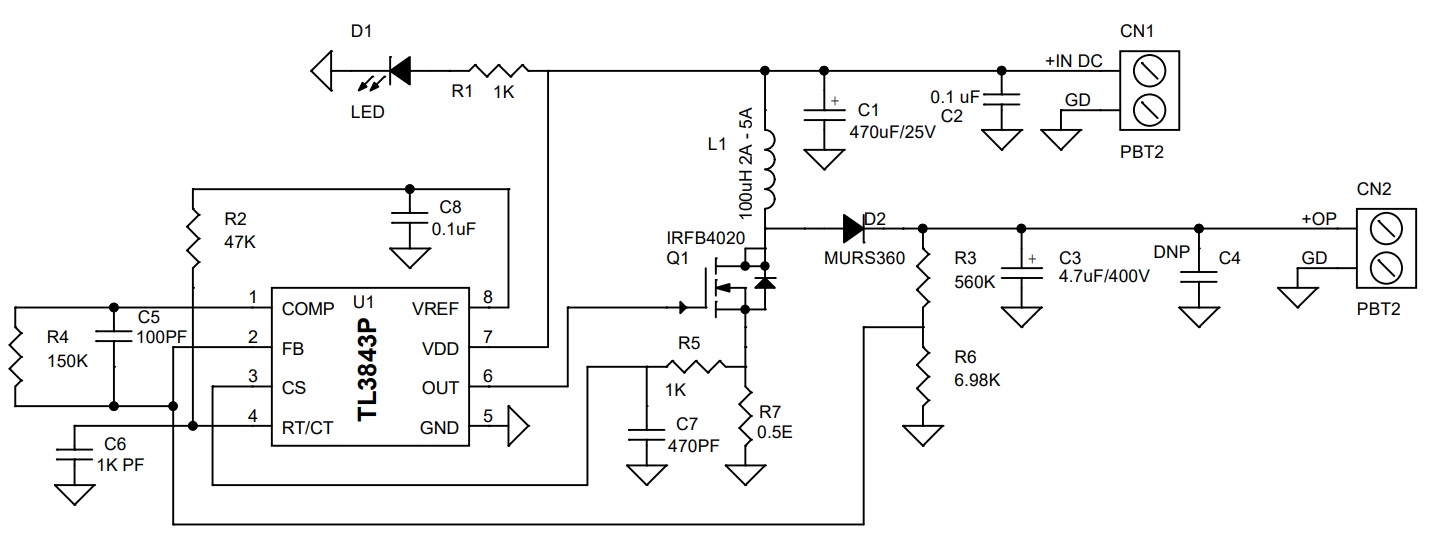 D1
LED
R1 1K
CN1
+IN DC
GD
PBT2
0.1 uF
C2
+
C1
470uF/25V
L1
100uH 2A - 5A
CN2
+OP
GD
PBT2
D2
MURS360
R3
560K
+
C3
4.7uF/400V
DNP
C4
R2
47K
C8
0.1uF
IRFB4020
Q1
1
COMP
U1
VREF
8
2
FB
TL3843P
VDD
7
3
CS
OUT
6
4
RT/CT
GND
5
C5
100PF
R4
150K
C6
1K PF
R5
1K
C7
470PF
R7
0.5E
R6
6.98K